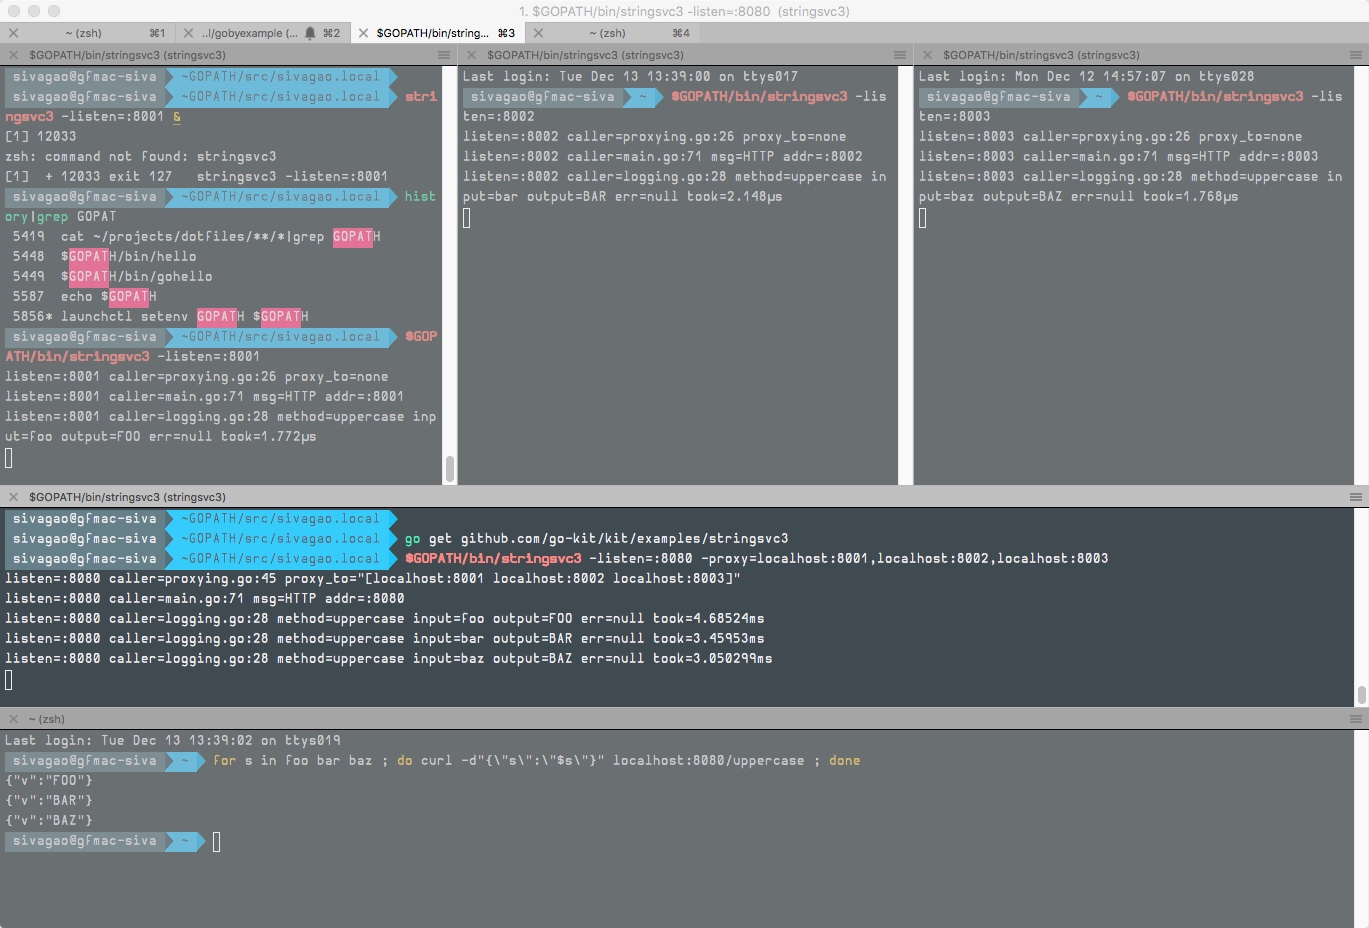 1. $GOPATH/bin/stringsvc3 -listen=:8080 (stringsvc3)
~ (zsh) ⌘1
../gobyexample (... ⌘2
$GOPATH/bin/string... ⌘3
~ (zsh) ⌘4
$GOPATH/bin/stringsvc3 (stringsvc3)
sivagao@gfmac-siva ~GOPATH/src/sivagao.local
sivagao@gfmac-siva ~GOPATH/src/sivagao.local stri
ngsvc3 -listen=:8001 &
[1] 12033
zsh: command not found: stringsvc3
[1]  + 12033 exit 127   stringsvc3 -listen=:8001
sivagao@gfmac-siva ~GOPATH/src/sivagao.local hist
ory|grep GOPAT
5419  cat ~/projects/dotfiles/**/*|grep GOPATH
5448  $GOPATH/bin/hello
5449  $GOPATH/bin/gohello
5587  echo $GOPATH
5856* launchctl setenv GOPATH $GOPATH
sivagao@gfmac-siva ~GOPATH/src/sivagao.local $GOP
ATH/bin/stringsvc3 -listen=:8001
listen=:8001 caller=proxying.go:26 proxy_to=none
listen=:8001 caller=main.go:71 msg=HTTP addr=:8001
listen=:8001 caller=logging.go:28 method=uppercase inp
ut=foo output=FOO err=null took=1.772µs
$GOPATH/bin/stringsvc3 (stringsvc3)
Last login: Tue Dec 13 13:39:00 on ttys017
sivagao@gfmac-siva ~ $GOPATH/bin/stringsvc3 -lis
ten=:8002
listen=:8002 caller=proxying.go:26 proxy_to=none
listen=:8002 caller=main.go:71 msg=HTTP addr=:8002
listen=:8002 caller=logging.go:28 method=uppercase in
put=bar output=BAR err=null took=2.148µs
$GOPATH/bin/stringsvc3 (stringsvc3)
Last login: Mon Dec 12 14:57:07 on ttys028
sivagao@gfmac-siva ~ $GOPATH/bin/stringsvc3 -lis
ten=:8003
listen=:8003 caller=proxying.go:26 proxy_to=none
listen=:8003 caller=main.go:71 msg=HTTP addr=:8003
listen=:8003 caller=logging.go:28 method=uppercase in
put=baz output=BAZ err=null took=1.768µs
$GOPATH/bin/stringsvc3 (stringsvc3)
sivagao@gfmac-siva ~GOPATH/src/sivagao.local
sivagao@gfmac-siva ~GOPATH/src/sivagao.local go get github.com/go-kit/kit/examples/stringsvc3
sivagao@gfmac-siva ~GOPATH/src/sivagao.local $GOPATH/bin/stringsvc3 -listen=:8080 -proxy=localhost:8001,localhost:8002,localhost:8003
listen=:8080 caller=proxying.go:45 proxy_to="[localhost:8001 localhost:8002 localhost:8003]"
listen=:8080 caller=main.go:71 msg=HTTP addr=:8080
listen=:8080 caller=logging.go:28 method=uppercase input=foo output=FOO err=null took=4.68524ms
listen=:8080 caller=logging.go:28 method=uppercase input=bar output=BAR err=null took=3.45953ms
listen=:8080 caller=logging.go:28 method=uppercase input=baz output=BAZ err=null took=3.050299ms
~ (zsh)
Last login: Tue Dec 13 13:39:02 on ttys019
sivagao@gfmac-siva ~ for s in foo bar baz ; do curl -d"{\"s\":\"$s\"}" localhost:8080/uppercase ; done
{"v":"FOO"}
{"v":"BAR"}
{"v":"BAZ"}
sivagao@gfmac-siva ~